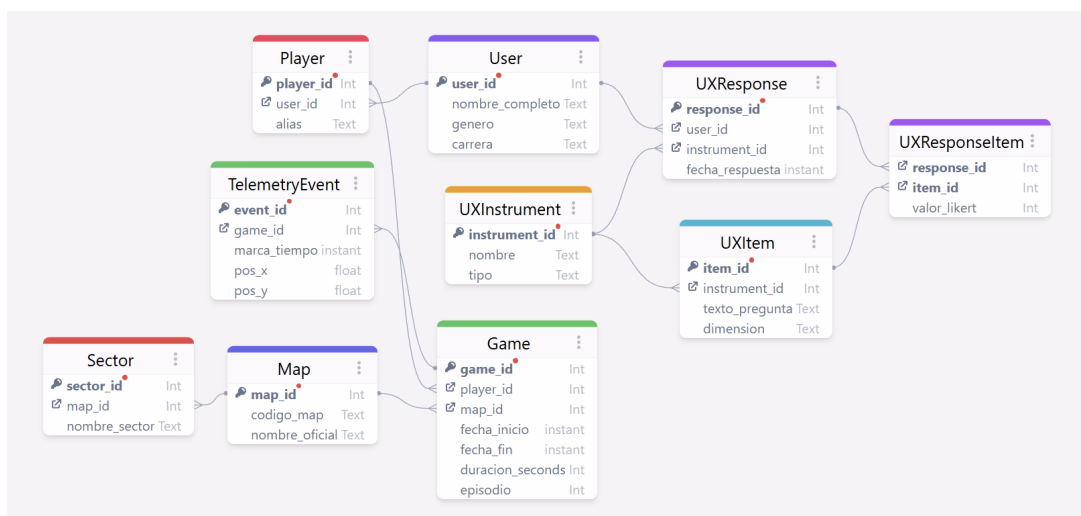 Player
player_id Int
user_id Int
alias Text
User
user_id Int
nombre_completo Text
genero Text
carrera Text
UXResponse
response_id Int
user_id Int
instrument_id Int
fecha_respuesta instant
UXResponseItem
response_id Int
item_id Int
valor_likert Int
TelemetryEvent
event_id Int
game_id Int
marca_tiempo instant
pos_x float
pos_y float
UXInstrument
instrument_id Int
nombre Text
tipo Text
UXItem
item_id Int
instrument_id Int
texto_pregunta Text
dimension Text
Sector
sector_id Int
map_id Int
nombre_sector Text
Map
map_id Int
codigo_map Text
nombre_oficial Text
Game
game_id Int
player_id Int
map_id Int
fecha_inicio instant
fecha_fin instant
duracion_seconds Int
episodio Int